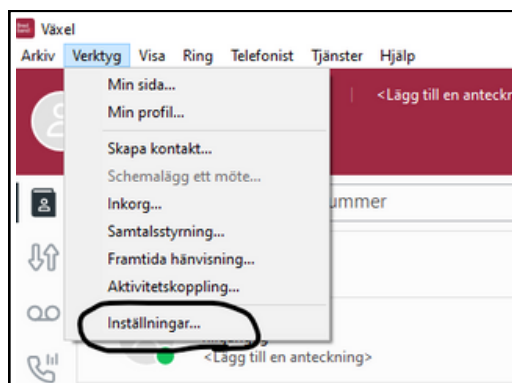 Växel
Arkiv Verktyg Visa Ring Telefonist Tjänster Hjälp
Min sida...
<Lägg till en anteckn
Min profil...
Skapa kontakt...
Schemalägg ett möte...
ummer
Inkorg...
Samtalsstyrning...
Framtida hänvisning...
Aktivitetskoppling...
Inställningar...
<Lägg till en anteckning>